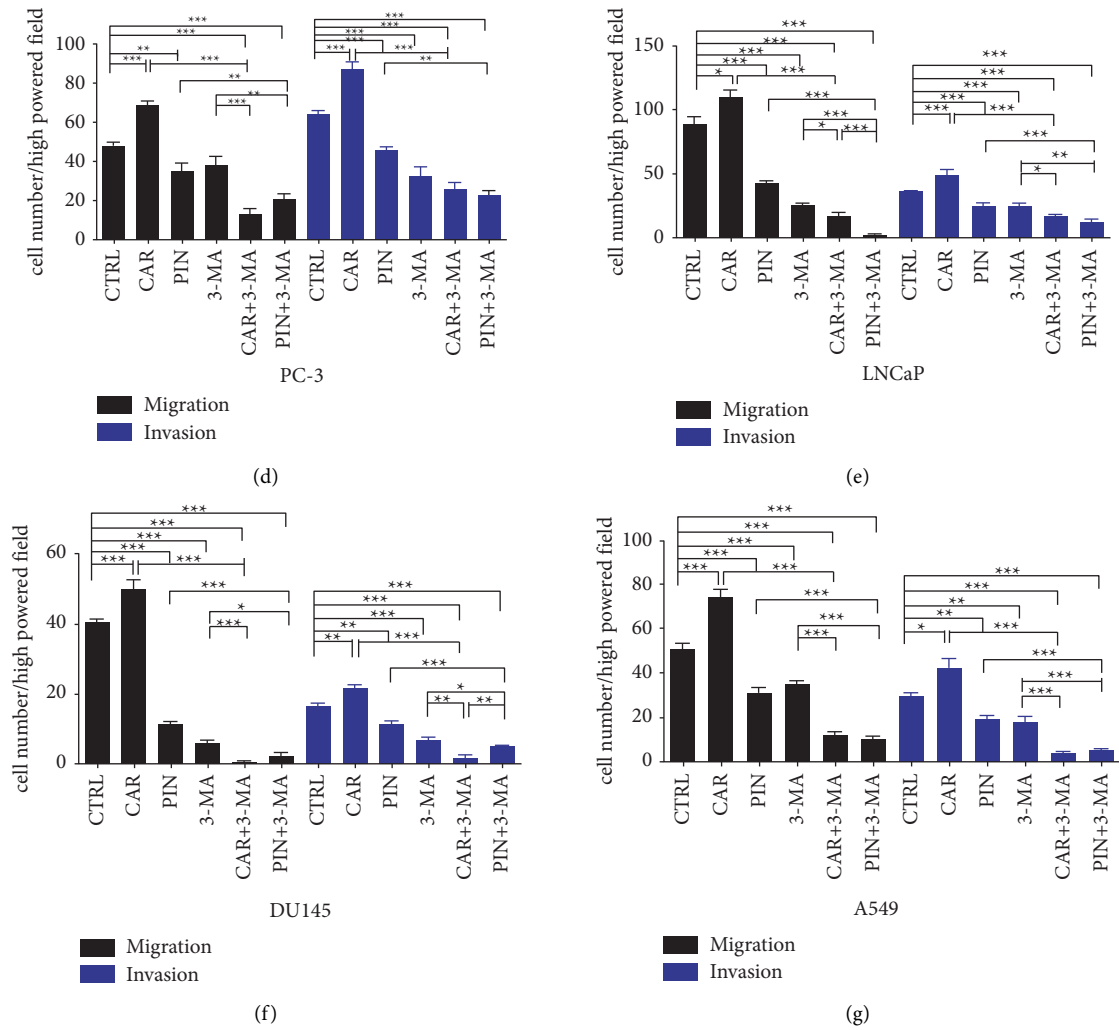 cell number/high powered field
100
80
60
40
20
0
***
***
***
**
***
***
**
**
***
***
***
***
***
***
***
***
**
CTRL
CAR
PIN
3-MA
CAR+3-MA
PIN+3-MA
CTRL
CAR
PIN
3-MA
CAR+3-MA
PIN+3-MA
PC-3
Migration
Invasion
(d)
cell number/high powered field
150
100
50
0
***
***
***
***
*
***
***
***
*
***
***
***
***
***
***
***
***
**
*
CTRL
CAR
PIN
3-MA
CAR+3-MA
PIN+3-MA
CTRL
CAR
PIN
3-MA
CAR+3-MA
PIN+3-MA
LNCaP
Migration
Invasion
(e)
cell number/high powered field
60
40
20
0
***
***
***
***
***
***
***
*
***
***
***
***
**
**
***
***
*
**
**
CTRL
CAR
PIN
3-MA
CAR+3-MA
PIN+3-MA
CTRL
CAR
PIN
3-MA
CAR+3-MA
PIN+3-MA
DU145
Migration
Invasion
(f)
cell number/high powered field
100
80
60
40
20
0
***
***
***
***
***
***
***
***
***
***
***
**
**
*
***
***
***
***
CTRL
CAR
PIN
3-MA
CAR+3-MA
PIN+3-MA
CTRL
CAR
PIN
3-MA
CAR+3-MA
PIN+3-MA
A549
Migration
Invasion
(g)